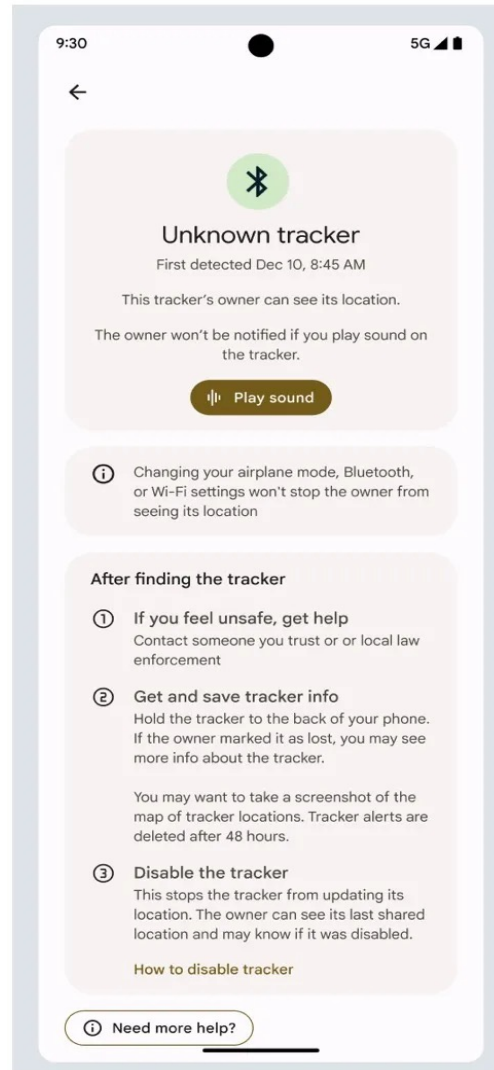 9:30
5G
Unknown tracker
First detected Dec 10, 8:45 AM
This tracker's owner can see its location.
The owner won't be notified if you play sound on
the tracker.
Play sound
Changing your airplane mode, Bluetooth,
or Wi-Fi settings won't stop the owner from
seeing its location
After finding the tracker
1 If you feel unsafe, get help
Contact someone you trust or or local law
enforcement
2 Get and save tracker info
Hold the tracker to the back of your phone.
If the owner marked it as lost, you may see
more info about the tracker.
You may want to take a screenshot of the
map of tracker locations. Tracker alerts are
deleted after 48 hours.
3 Disable the tracker
This stops the tracker from updating its
location. The owner can see its last shared
location and may know if it was disabled.
How to disable tracker
Need more help?